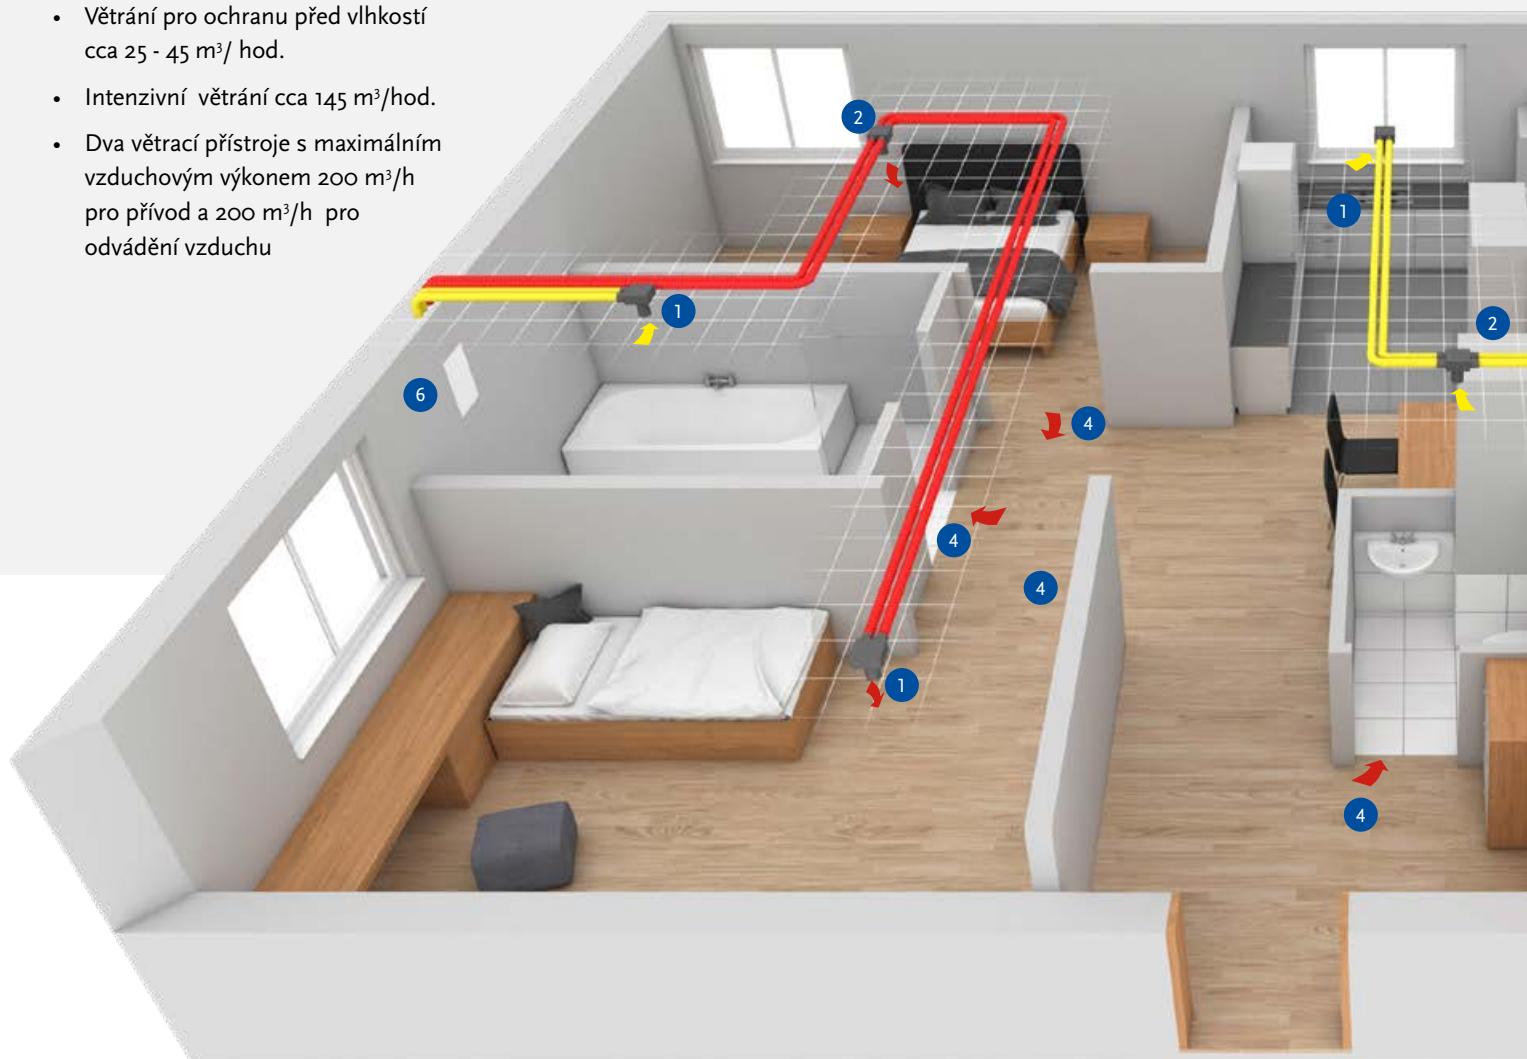 • Větrání pro ochranu před vlhkostí
cca 25 - 45 m³/ hod.
• Intenzivní větrání cca 145 m³/hod.
• Dva větrací přístroje s maximálním
vzduchovým výkonem 200 m³/h
pro přívod a 200 m³/h pro
odvádění vzduchu
2
1
1
2
6
4
4
4
1
4